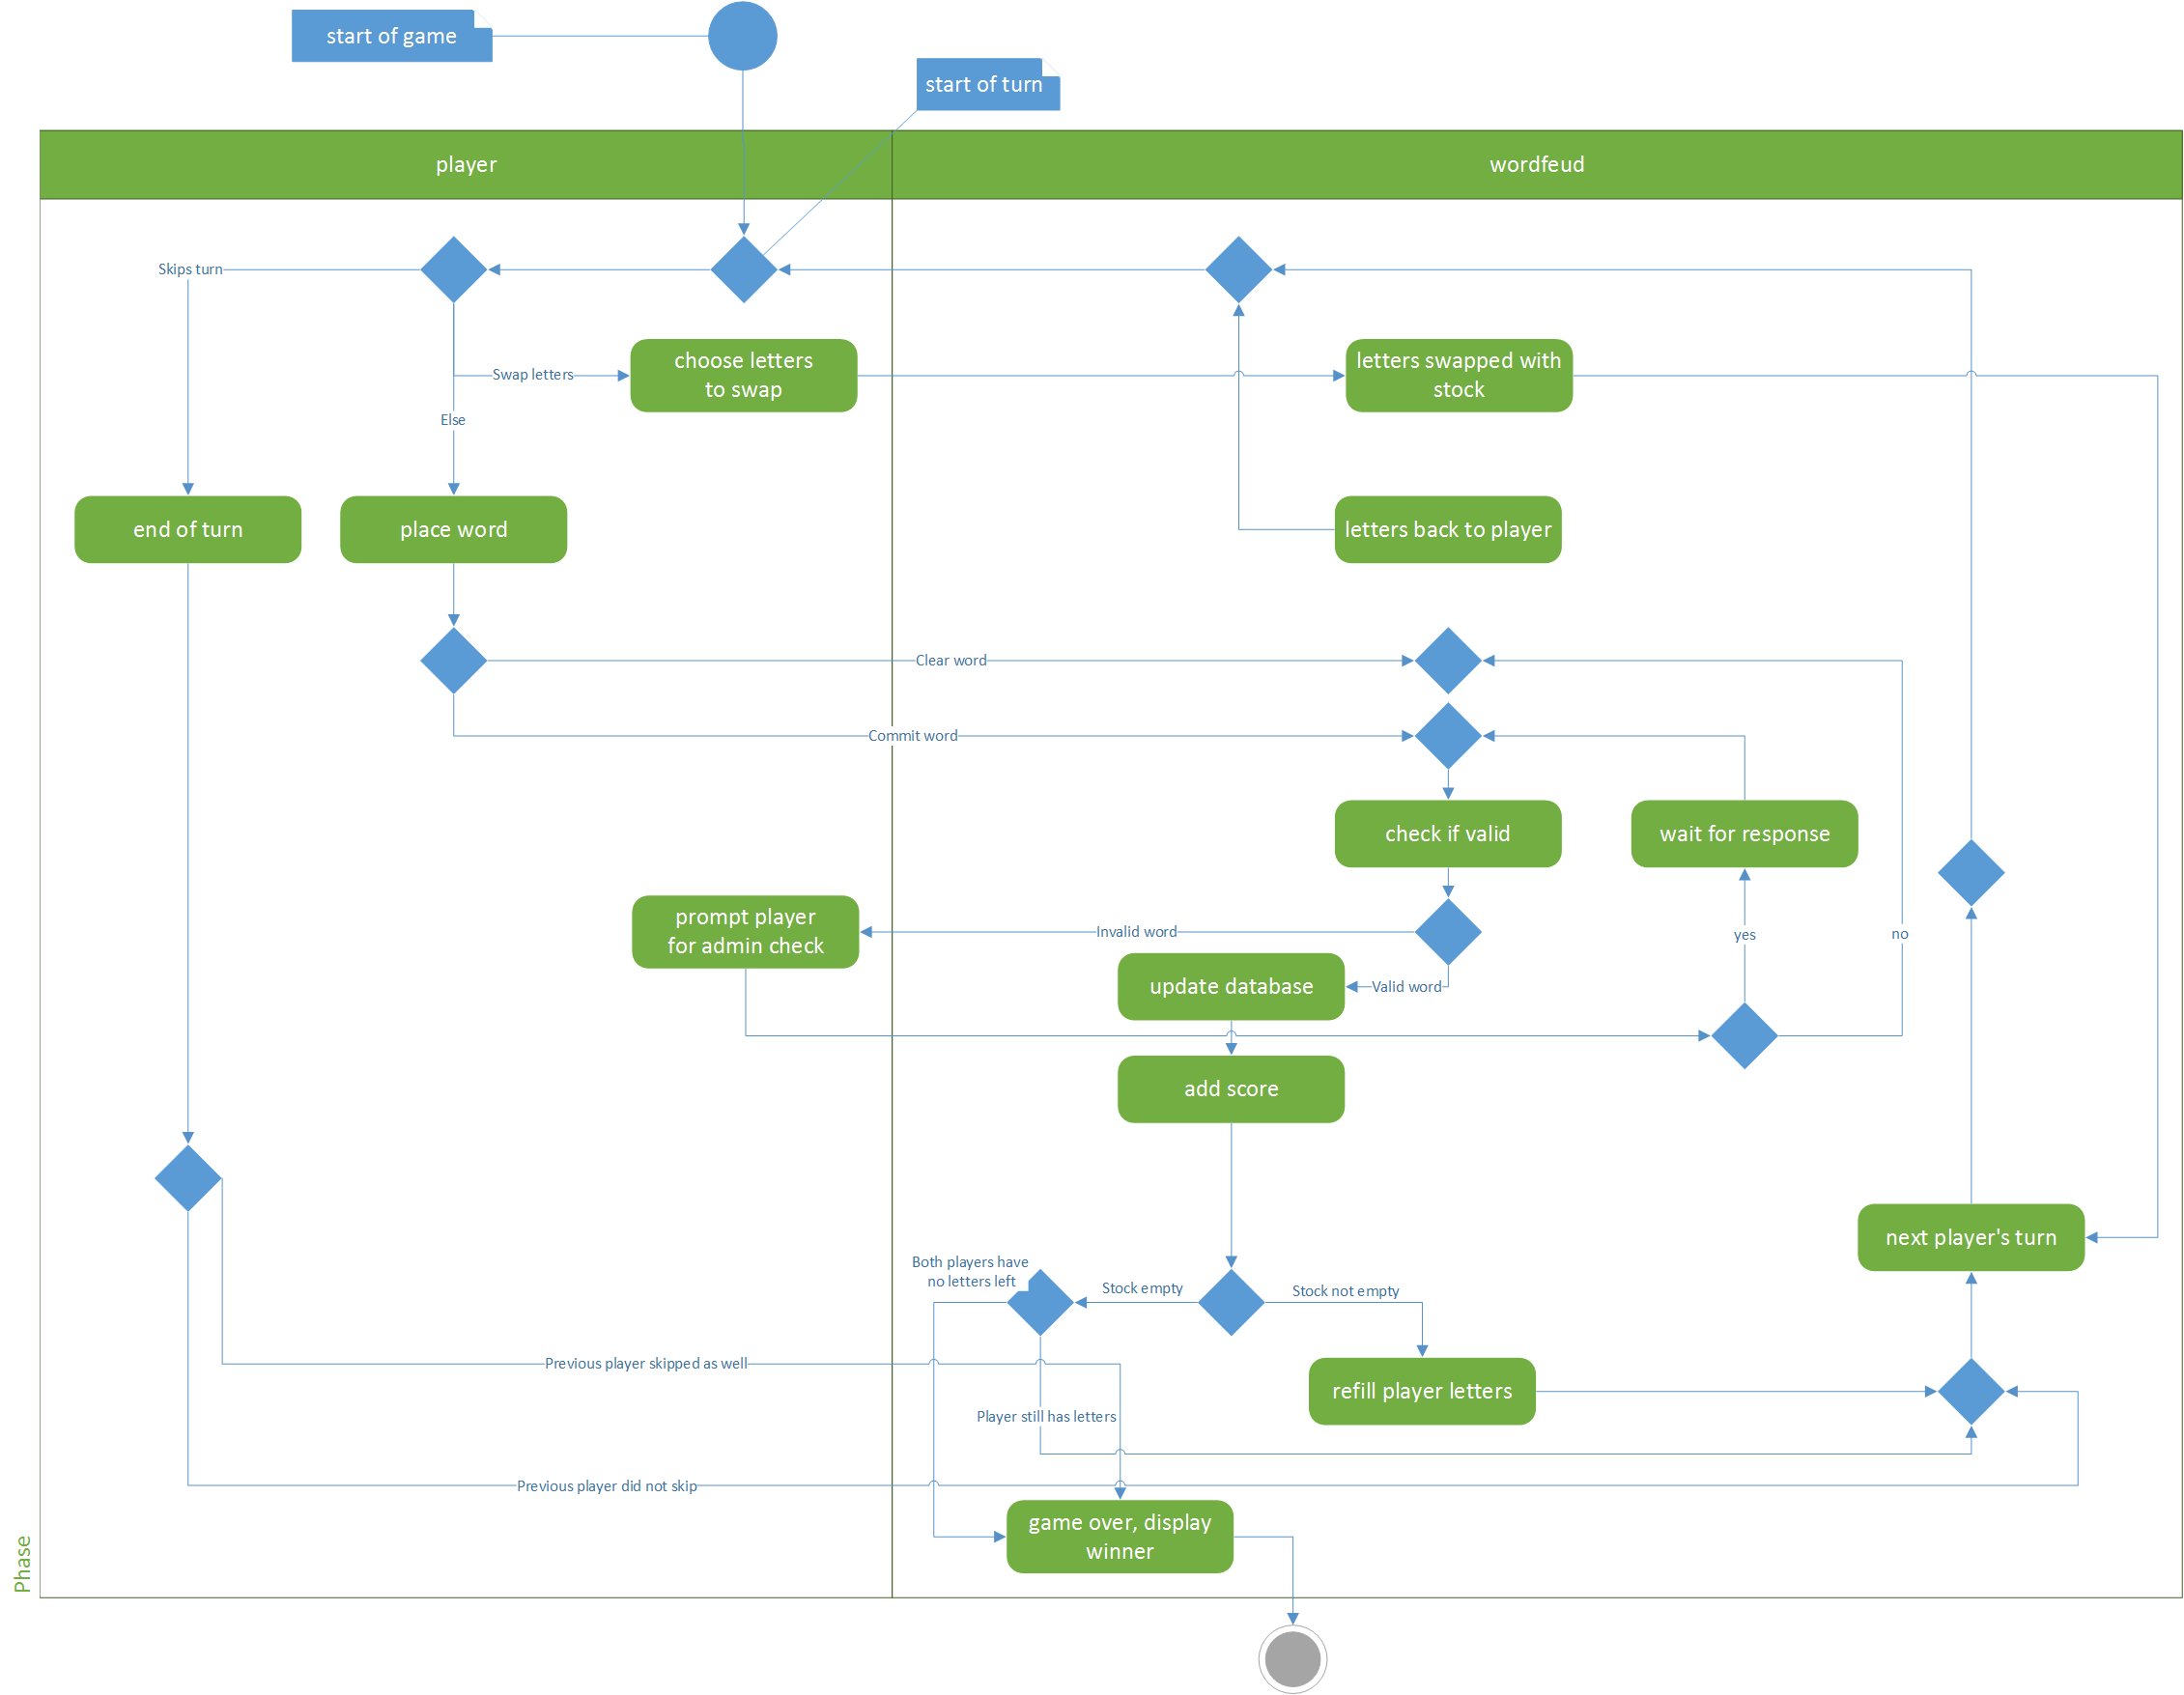 start of game
start of turn
player
wordfeud
Skips turn
choose letters
to swap
letters swapped with
stock
Swap letters
Else
end of turn
place word
letters back to player
Clear word
Commit word
check if valid
wait for response
prompt player
for admin check
Invalid word
yes
no
update database
Valid word
add score
next player's turn
Both players have
no letters left
Stock empty
Stock not empty
Previous player skipped as well
refill player letters
Player still has letters
Previous player did not skip
game over, display
winner
Phase